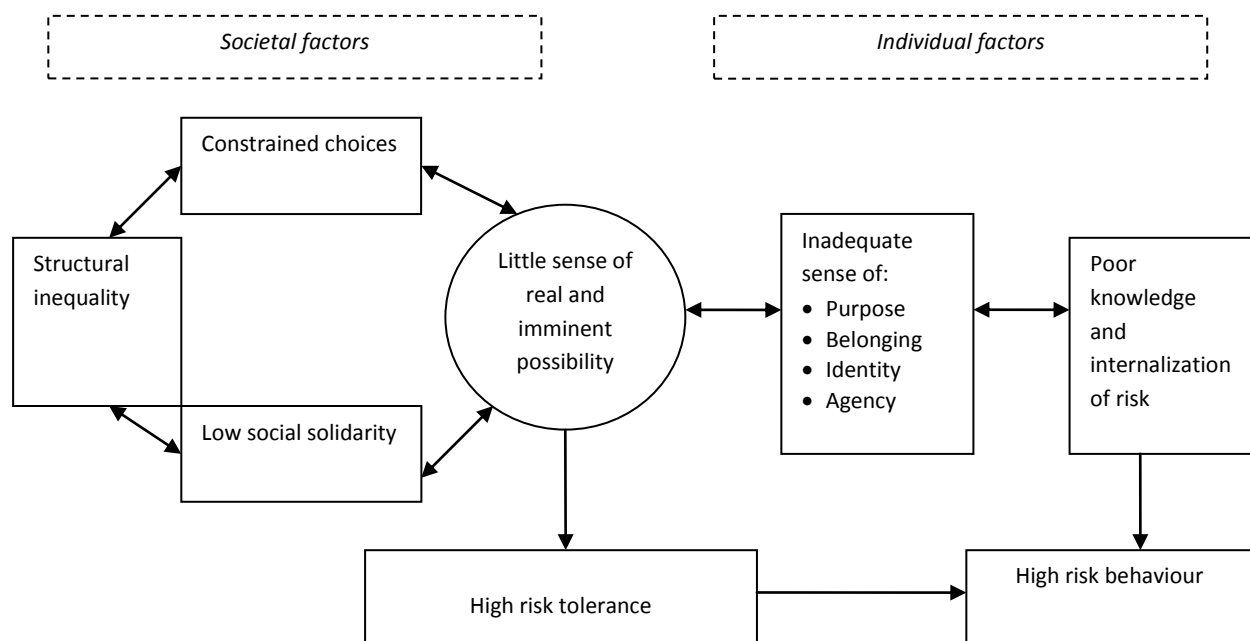 Societal factors
Individual factors
Constrained choices
Structural
inequality
Low social solidarity
Little sense of
real and
imminent
possibility
Inadequate
sense of:
• Purpose
• Belonging
• Identity
• Agency
Poor
knowledge
and
internalization
of risk
High risk tolerance
High risk behaviour